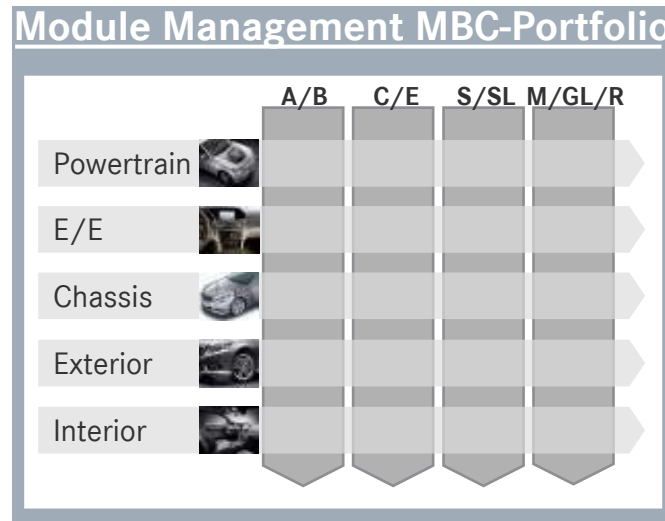 Module Management MBC-Portfolio
A/B C/E S/SL M/GL/R
Powertrain
E/E
Chassis
Exterior
Interior